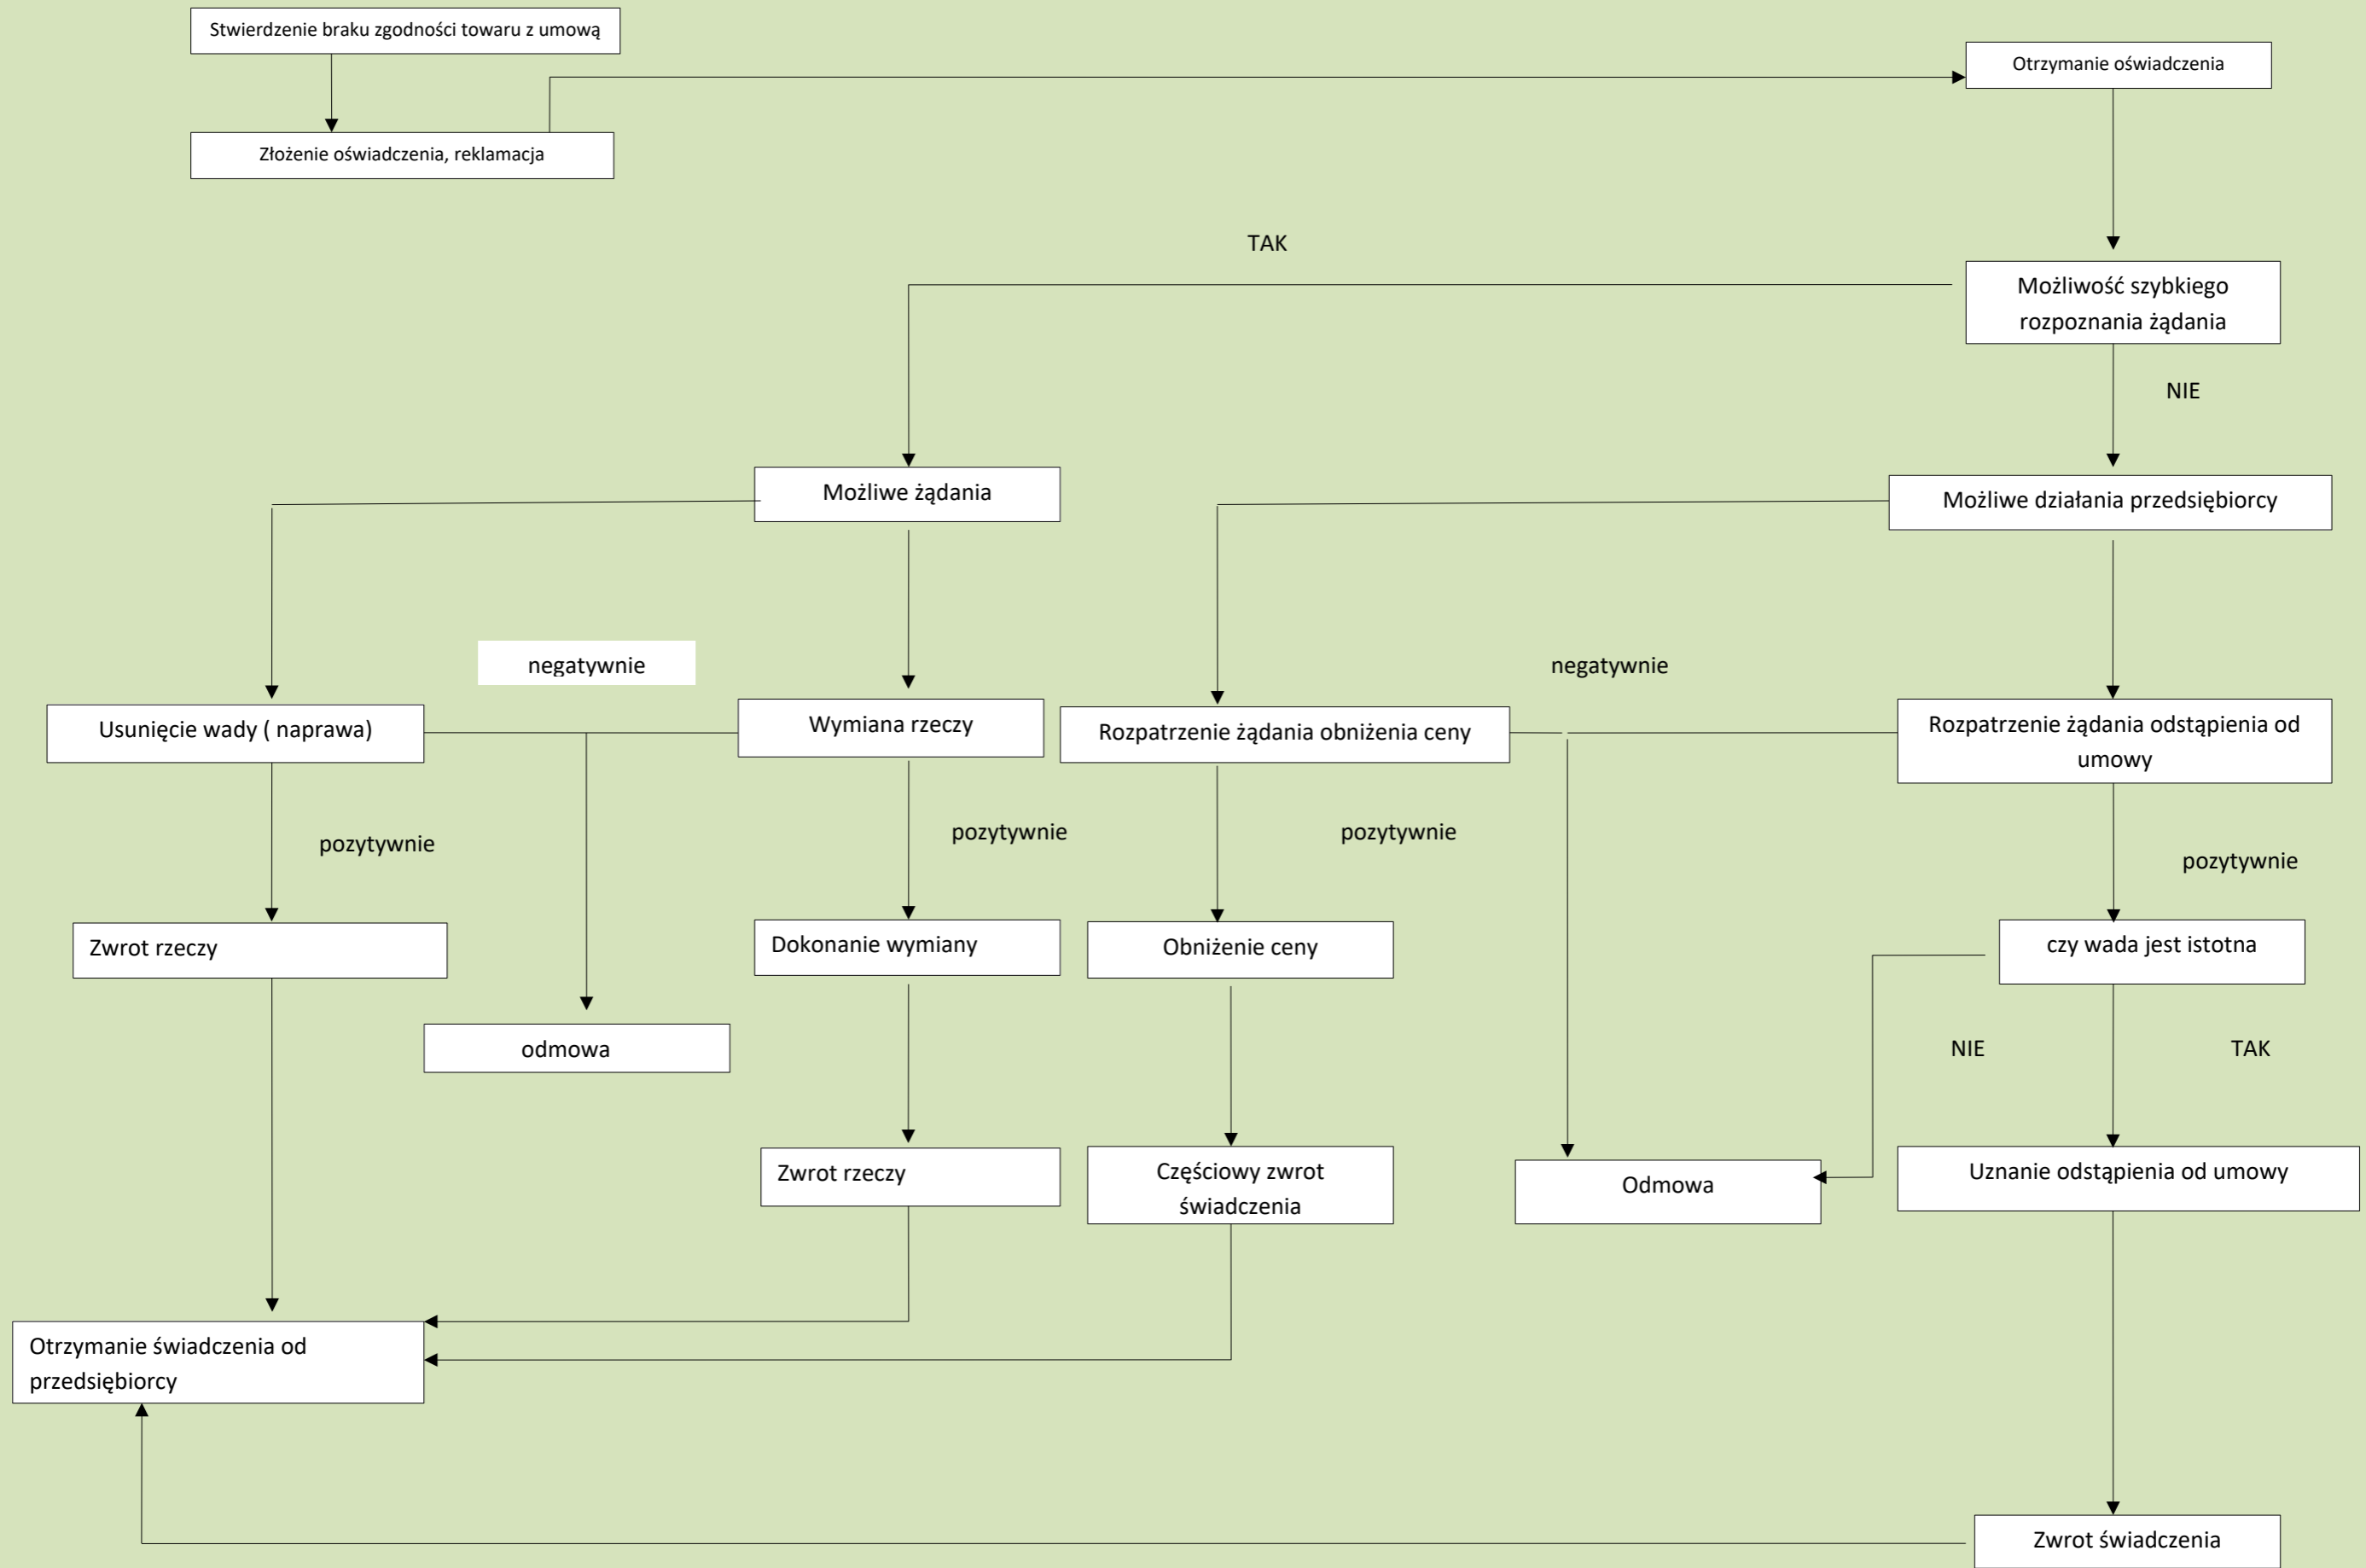 Stwierdzenie braku zgodności towaru z umową
Otrzymanie oświadczenia
Złożenie oświadczenia, reklamacja
TAK
Możliwość szybkiego
rozpoznania żądania
NIE
Możliwe żądania
Możliwe działania przedsiębiorcy
negatywnie
negatywnie
Usunięcie wady ( naprawa)
Wymiana rzeczy
Rozpatrzenie żądania obniżenia ceny
Rozpatrzenie żądania odstąpienia od
umowy
pozytywnie
pozytywnie
pozytywnie
pozytywnie
Zwrot rzeczy
Dokonanie wymiany
Obniżenie ceny
czy wada jest istotna
odmowa
NIE
TAK
Zwrot rzeczy
Częściowy zwrot
świadczenia
Odmowa
Uznanie odstąpienia od umowy
Otrzymanie świadczenia od
przedsiębiorcy
Zwrot świadczenia